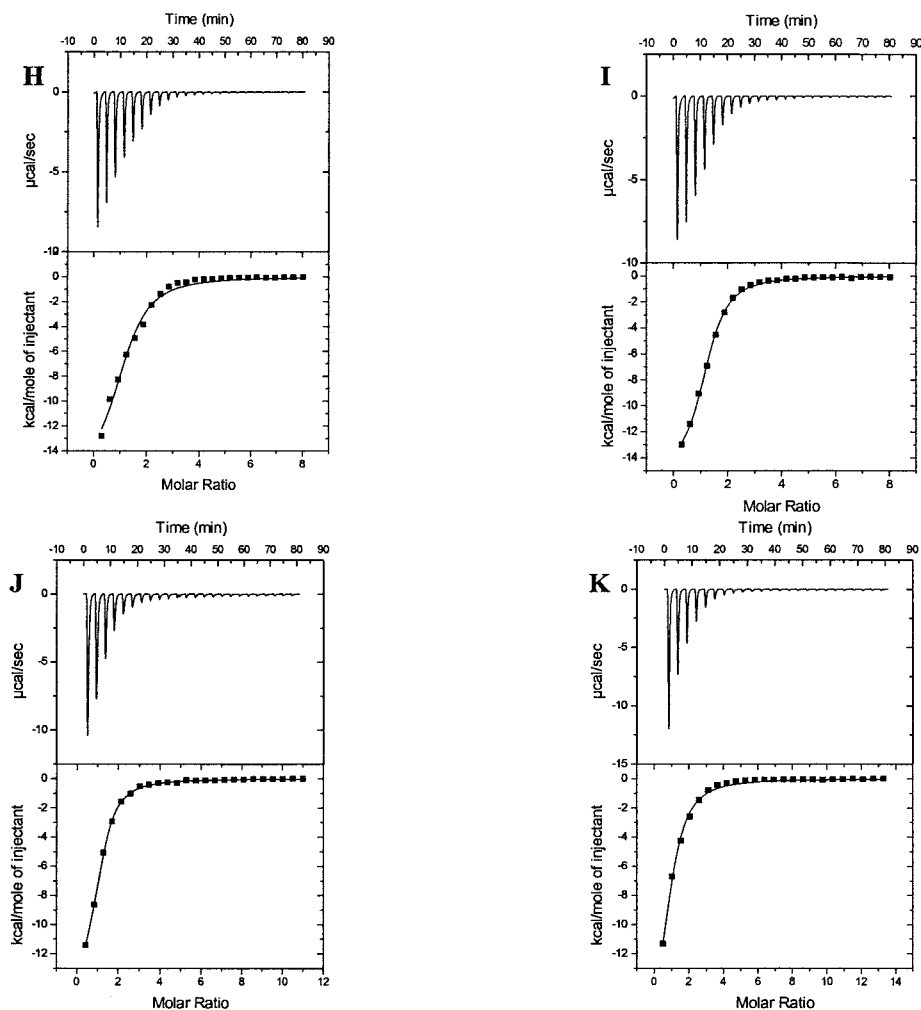 Time (min)
-10 0 10 20 30 40 50 60 70 80 90
H
0
-5
-10
µcal/sec
0
-2
-4
-6
-8
-10
-12
-14
kcal/mole of injectant
0 2 4 6 8
Molar Ratio
Time (min)
-10 0 10 20 30 40 50 60 70 80 90
I
0
-5
-10
µcal/sec
0
-2
-4
-6
-8
-10
-12
-14
kcal/mole of injectant
0 2 4 6 8
Molar Ratio
Time (min)
-10 0 10 20 30 40 50 60 70 80 90
J
0
-5
-10
µcal/sec
0
-2
-4
-6
-8
-10
-12
kcal/mole of injectant
0 2 4 6 8 10 12
Molar Ratio
Time (min)
-10 0 10 20 30 40 50 60 70 80 90
K
0
-5
-10
-15
µcal/sec
0
-2
-4
-6
-8
-10
-12
kcal/mole of injectant
0 2 4 6 8 10 12 14
Molar Ratio